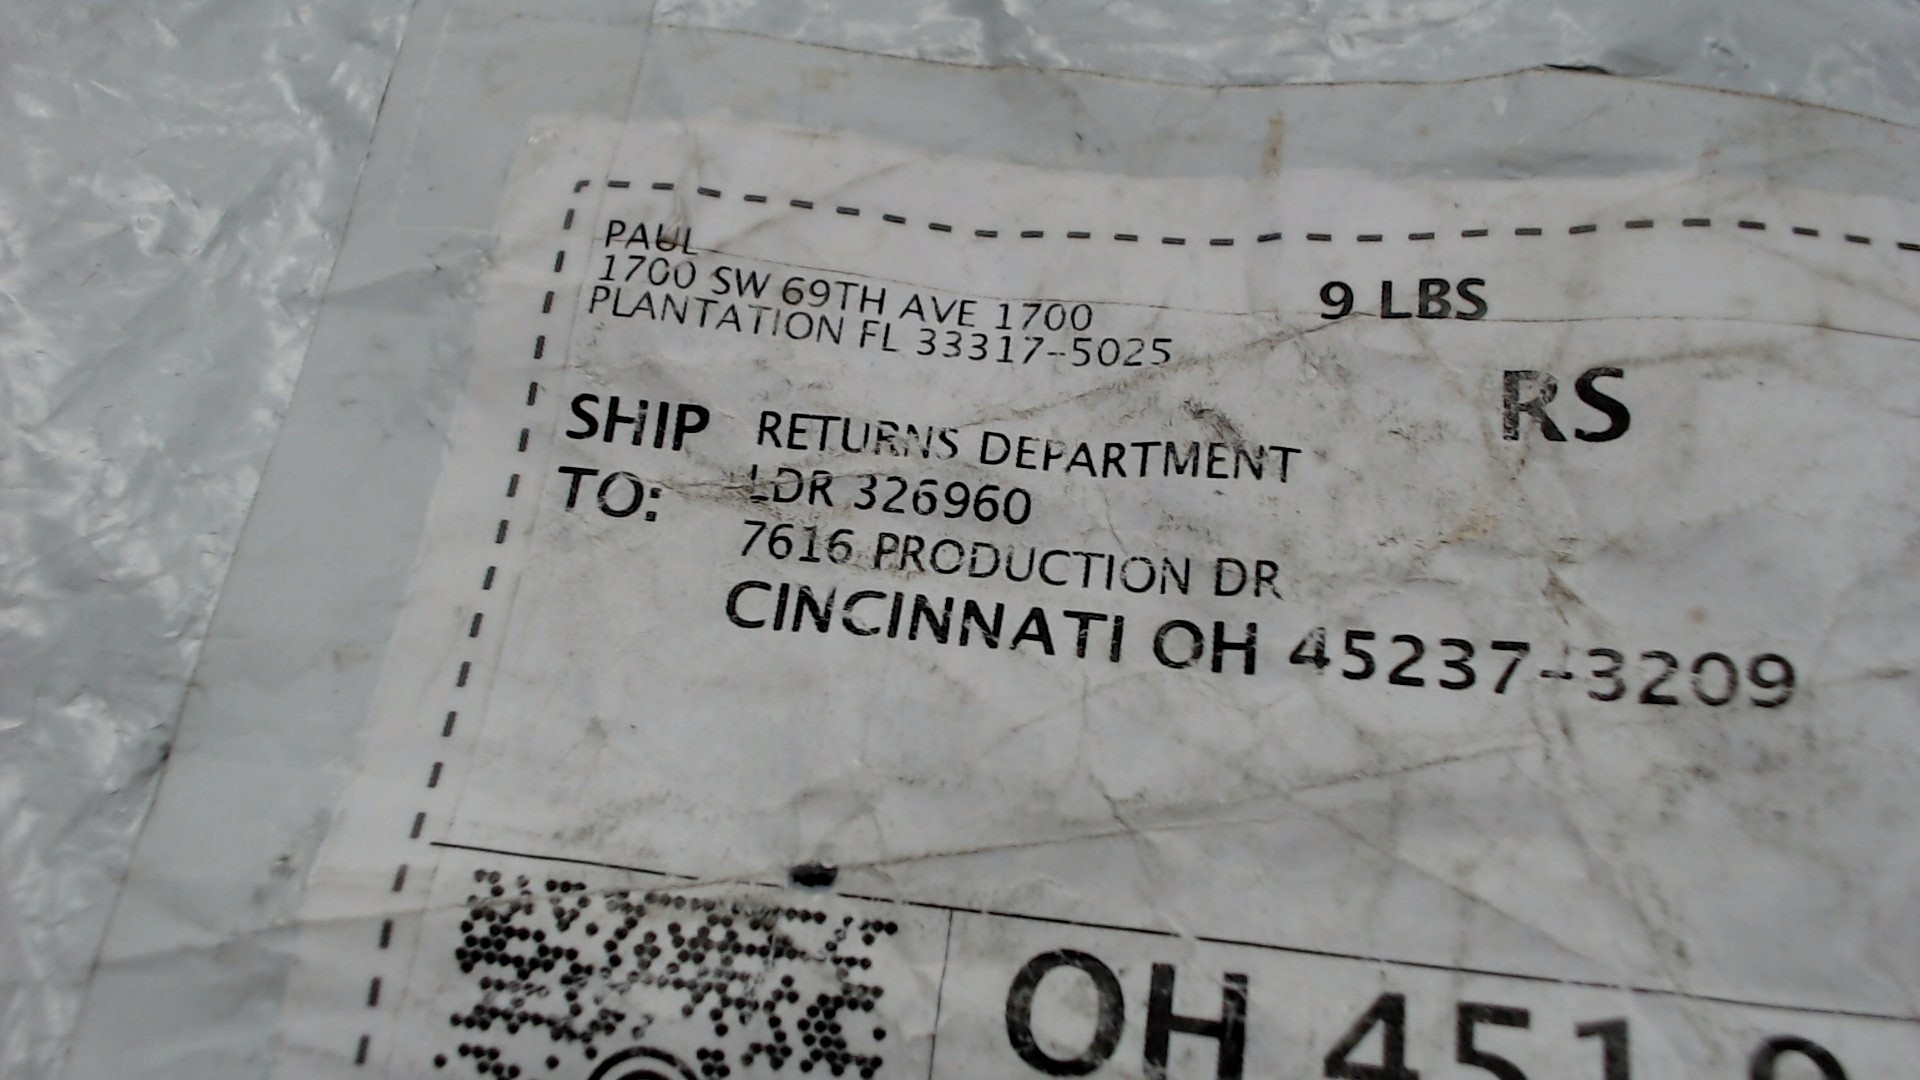 PAUL
1700 SW 69TH AVE 1700
PLANTATION FL 33317-5025
9 LBS
RS
SHIP TO:
RETURNS DEPARTMENT
LDR 326960
7616 PRODUCTION DR
CINCINNATI OH 45237-3209
OH 451